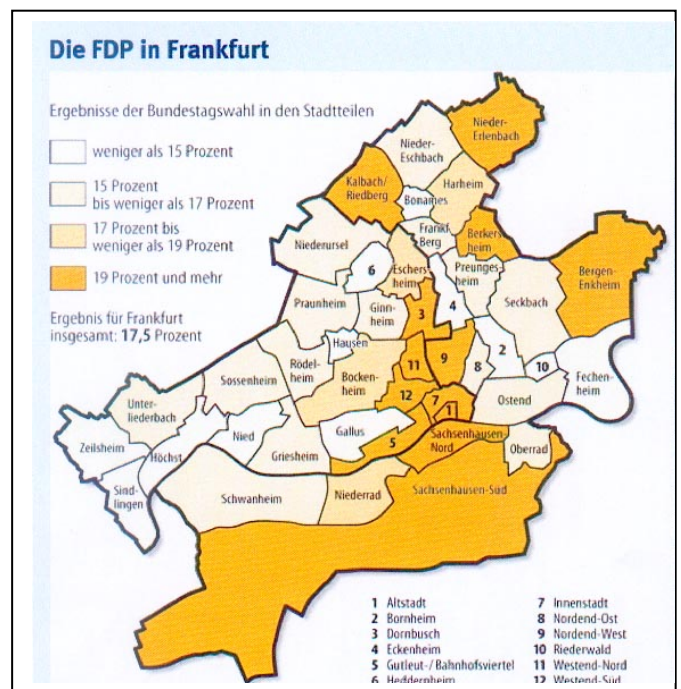 Die FDP in Frankfurt
Ergebnisse der Bundestagswahl in den Stadtteilen
weniger als 15 Prozent
15 Prozent
bis weniger als 17 Prozent
17 Prozent bis
weniger als 19 Prozent
19 Prozent und mehr
Ergebnis für Frankfurt
insgesamt: 17,5 Prozent
Nieder-
Erlenbach
Nieder-
Eschbach
Kalbach/
Riedberg
Harheim
Bonames
Frankf.
Berg
Berkers
heim
Niederursel
6
Eschers
heim
Preunges-
heim
Bergen-
Enkheim
Seckbach
Praunheim
Ginn-
heim
3
4
Hausen
9
2
11
8
10
Rödel-
heim
Bocken-
heim
Fechen-
heim
Sossenheim
12
7
1
Ostend
Unter-
liederbach
Gallus
5
Sachsenhausen-
Nord
Oberrad
Zeilsheim
Nied
Höchst
Griesheim
Sind-
lingen
Schwanheim
Niederrad
Sachsenhausen-Süd
1 Altstadt
2 Bornheim
3 Dornbusch
4 Eckenheim
5 Gutleut-/Bahnhofsviertel
6 Heddernheim
7 Innenstadt
8 Nordend-Ost
9 Nordend-West
10 Riederwald
11 Westend-Nord
12 Westend-Süd